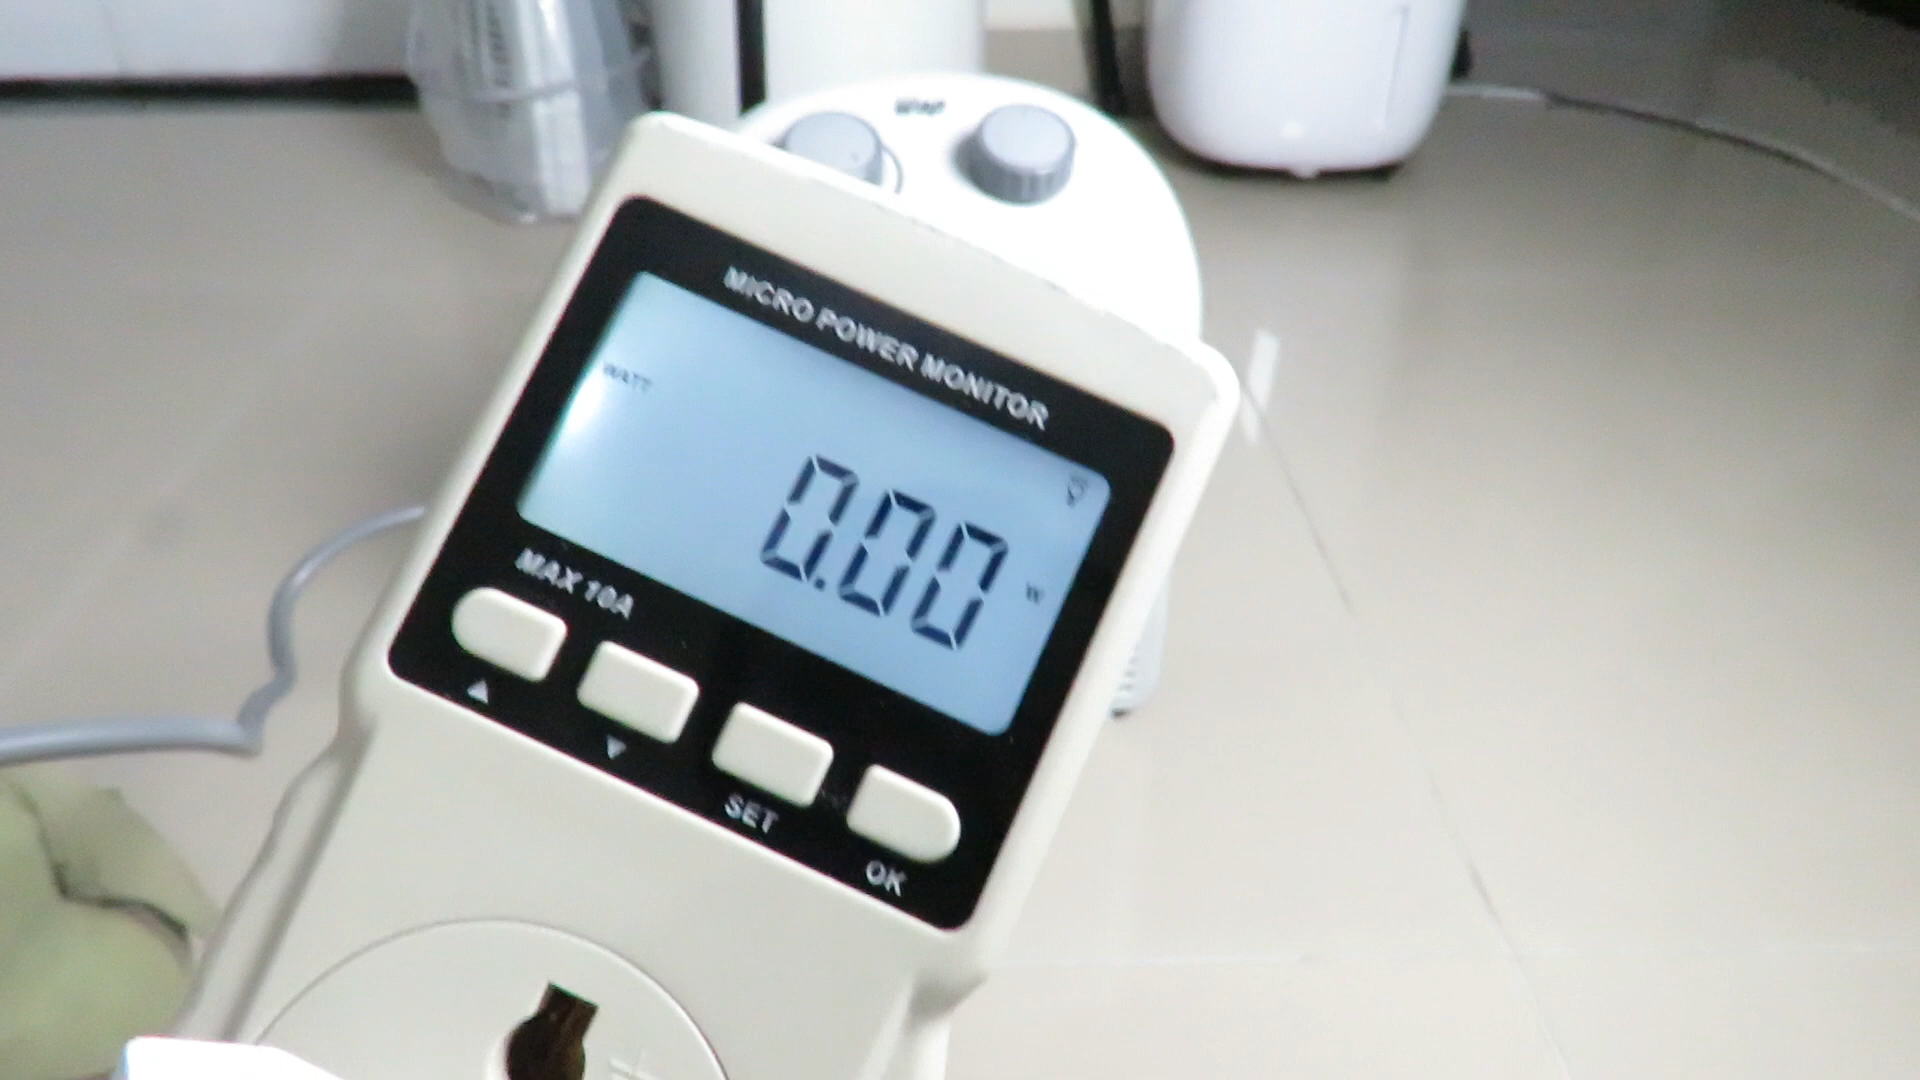 MICRO POWER MONITOR
WATT
0.00 W
MAX 10A
▲
▼
SET
OK